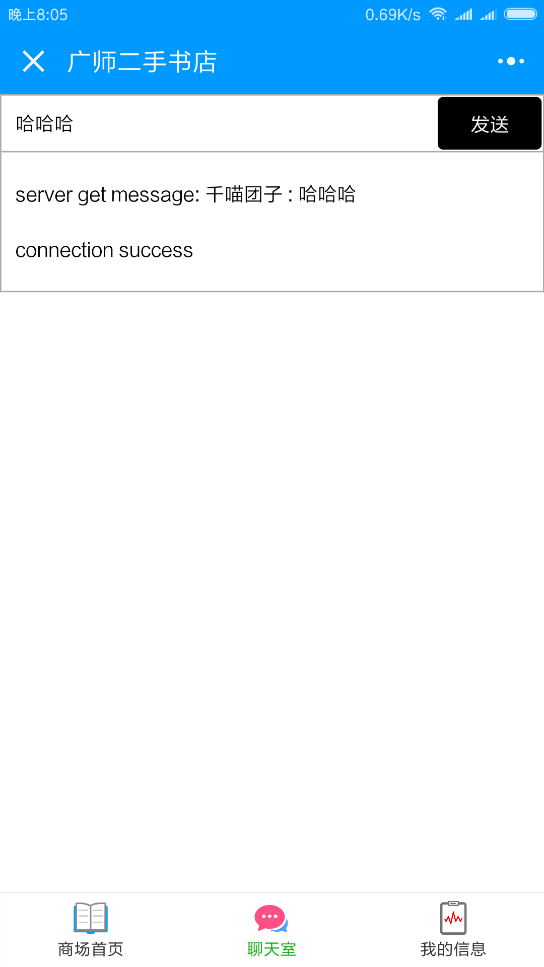 晚上8:05 0.69K/s
广师二手书店
哈哈哈 发送
server get message: 千喵团子 : 哈哈哈
connection success
商场首页 聊天室 我的信息